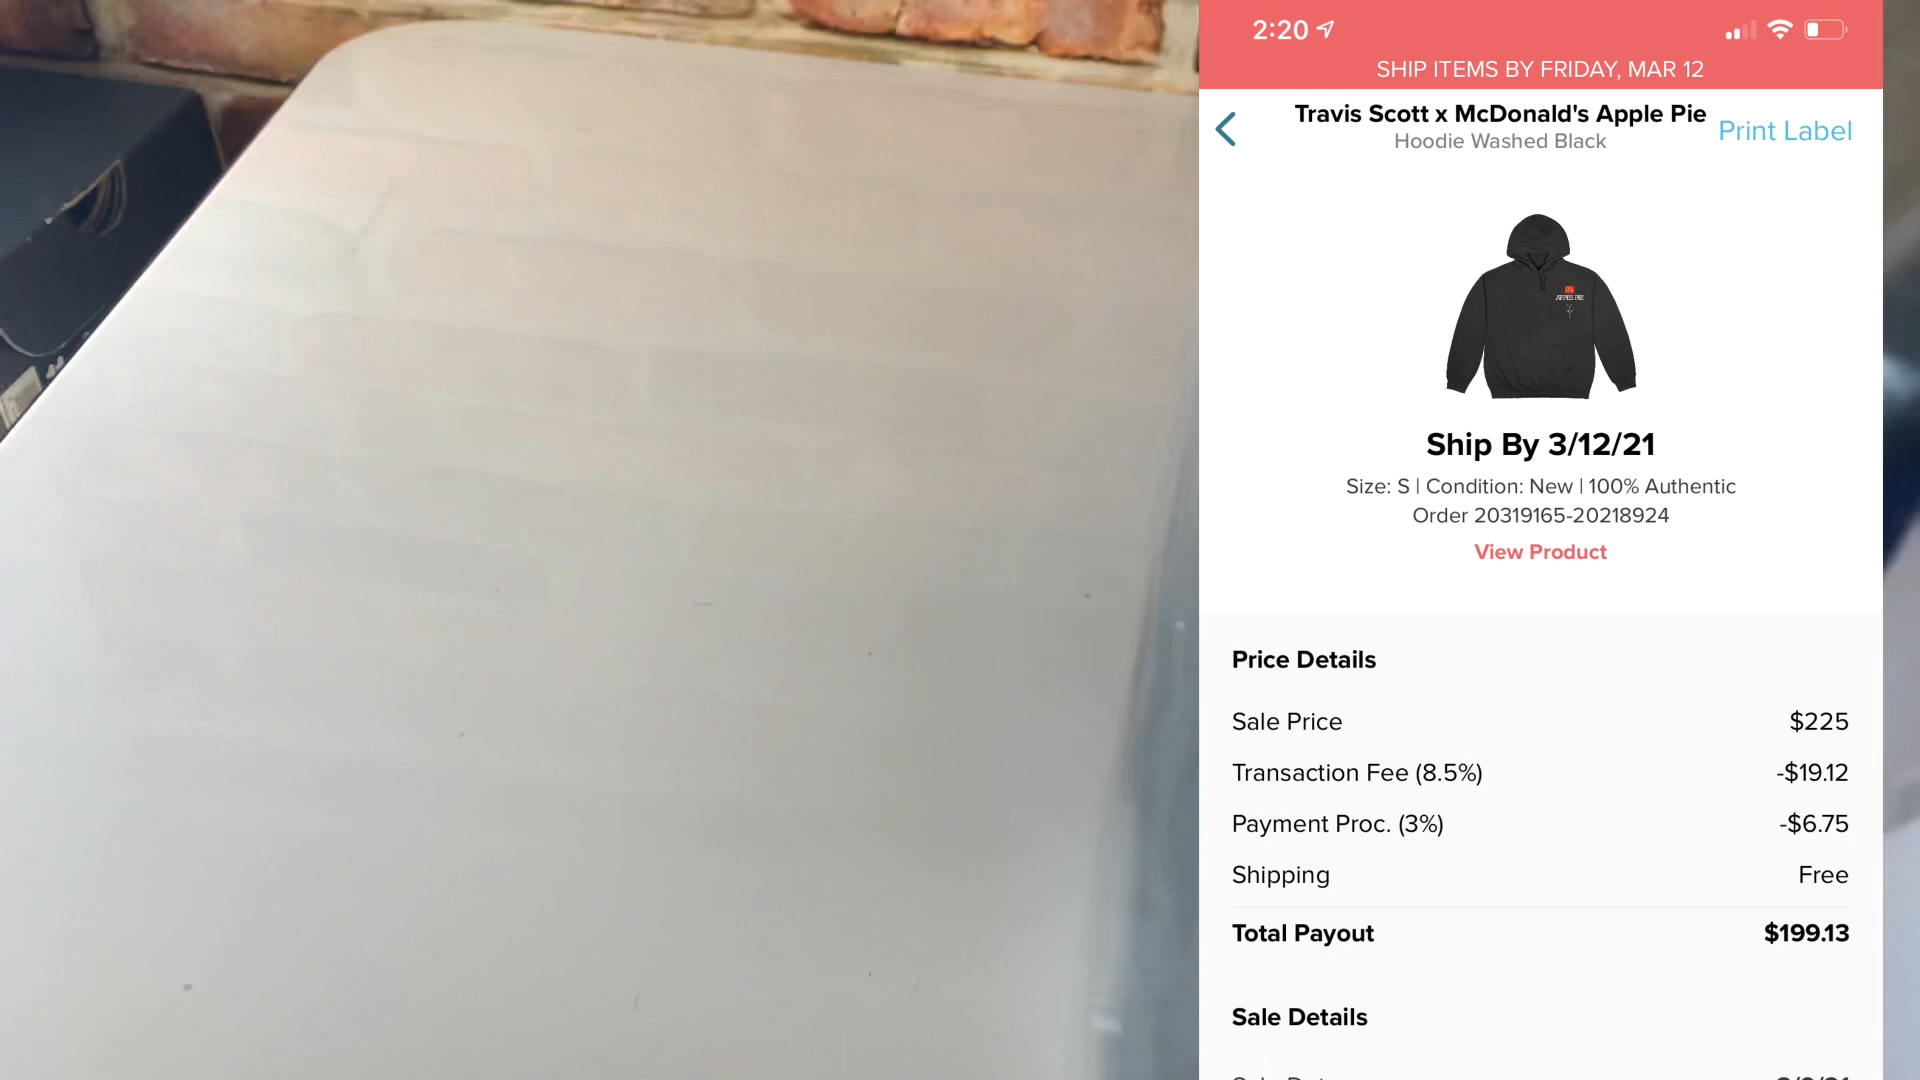 2:20
SHIP ITEMS BY FRIDAY, MAR 12
Travis Scott x McDonald's Apple Pie
Hoodie Washed Black
Print Label
APPLE PIE
Ship By 3/12/21
Size: S | Condition: New | 100% Authentic
Order 20319165-20218924
View Product
Price Details
Sale Price $225
Transaction Fee (8.5%) -$19.12
Payment Proc. (3%) -$6.75
Shipping Free
Total Payout $199.13
Sale Details